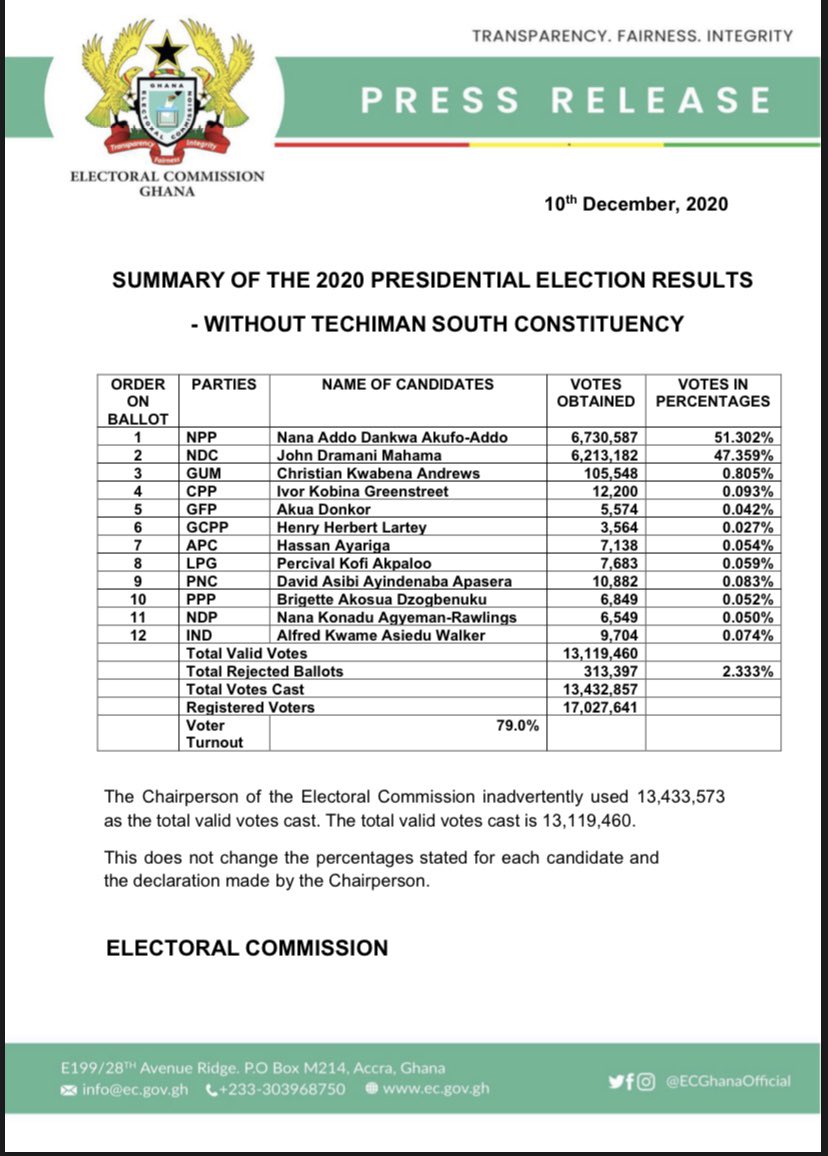 TRANSPARENCY. FAIRNESS. INTEGRITY
PRESS RELEASE
GHANA
ELECTORAL COMMISSION
Transparency Fairness Integrity
ELECTORAL COMMISSION
GHANA
10th December, 2020
SUMMARY OF THE 2020 PRESIDENTIAL ELECTION RESULTS
- WITHOUT TECHIMAN SOUTH CONSTITUENCY
ORDER ON BALLOT PARTIES NAME OF CANDIDATES VOTES OBTAINED VOTES IN PERCENTAGES
1 NPP Nana Addo Dankwa Akufo-Addo 6,730,587 51.302%
2 NDC John Dramani Mahama 6,213,182 47.359%
3 GUM Christian Kwabena Andrews 105,548 0.805%
4 CPP Ivor Kobina Greenstreet 12,200 0.093%
5 GFP Akua Donkor 5,574 0.042%
6 GCPP Henry Herbert Lartey 3,564 0.027%
7 APC Hassan Ayariga 7,138 0.054%
8 LPG Percival Kofi Akpaloo 7,683 0.059%
9 PNC David Asibi Ayindenaba Apasera 10,882 0.083%
10 PPP Brigette Akosua Dzogbenuku 6,849 0.052%
11 NDP Nana Konadu Agyeman-Rawlings 6,549 0.050%
12 IND Alfred Kwame Asiedu Walker 9,704 0.074%
Total Valid Votes 13,119,460
Total Rejected Ballots 313,397 2.333%
Total Votes Cast 13,432,857
Registered Voters 17,027,641
Voter Turnout 79.0%
The Chairperson of the Electoral Commission inadvertently used 13,433,573
as the total valid votes cast. The total valid votes cast is 13,119,460.
This does not change the percentages stated for each candidate and
the declaration made by the Chairperson.
ELECTORAL COMMISSION
E199/28TH Avenue Ridge. P.O Box M214, Accra, Ghana
info@ec.gov.gh +233-303968750 www.ec.gov.gh
@ECGhanaOfficial